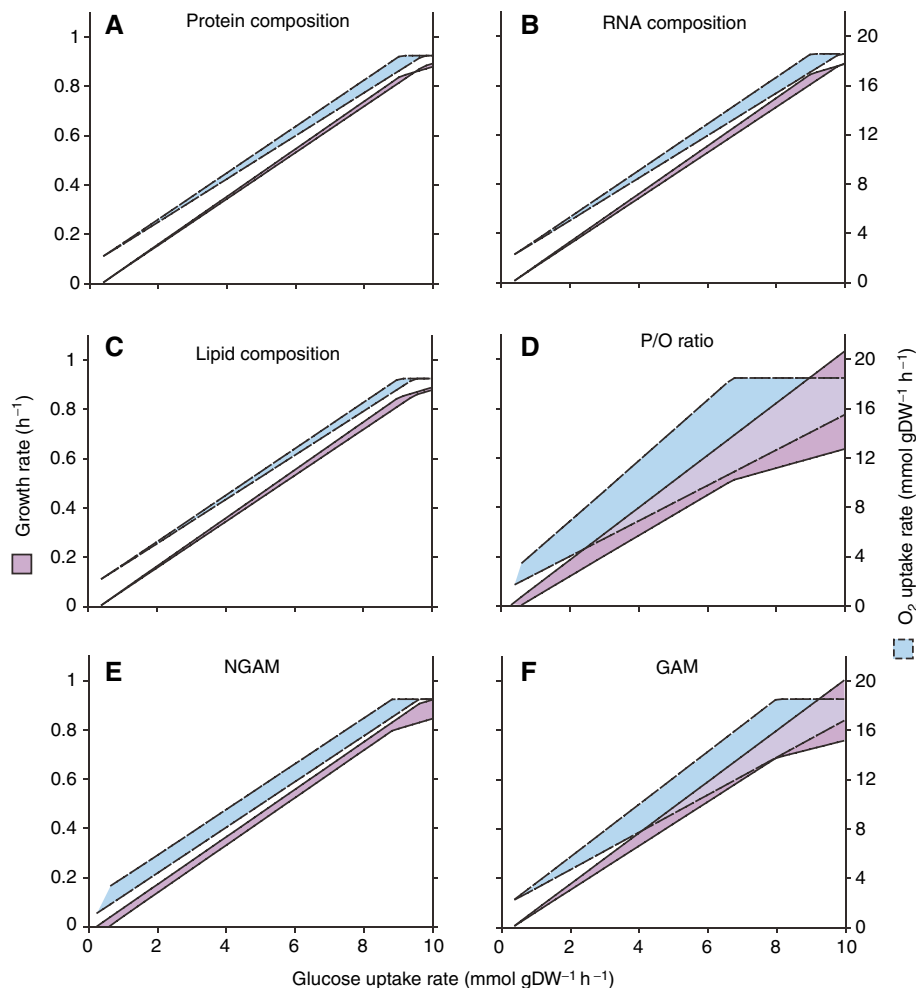 A
Protein composition
B
RNA composition
1
0.8
0.6
0.4
0.2
0
20
16
12
8
4
0
C
Lipid composition
D
P/O ratio
1
0.8
0.6
0.4
0.2
0
20
16
12
8
4
0
Growth rate (h⁻¹)
O₂ uptake rate (mmol gDW⁻¹ h⁻¹)
E
NGAM
F
GAM
1
0.8
0.6
0.4
0.2
0
20
16
12
8
4
0
0 2 4 6 8 10
0 2 4 6 8 10
Glucose uptake rate (mmol gDW⁻¹ h⁻¹)